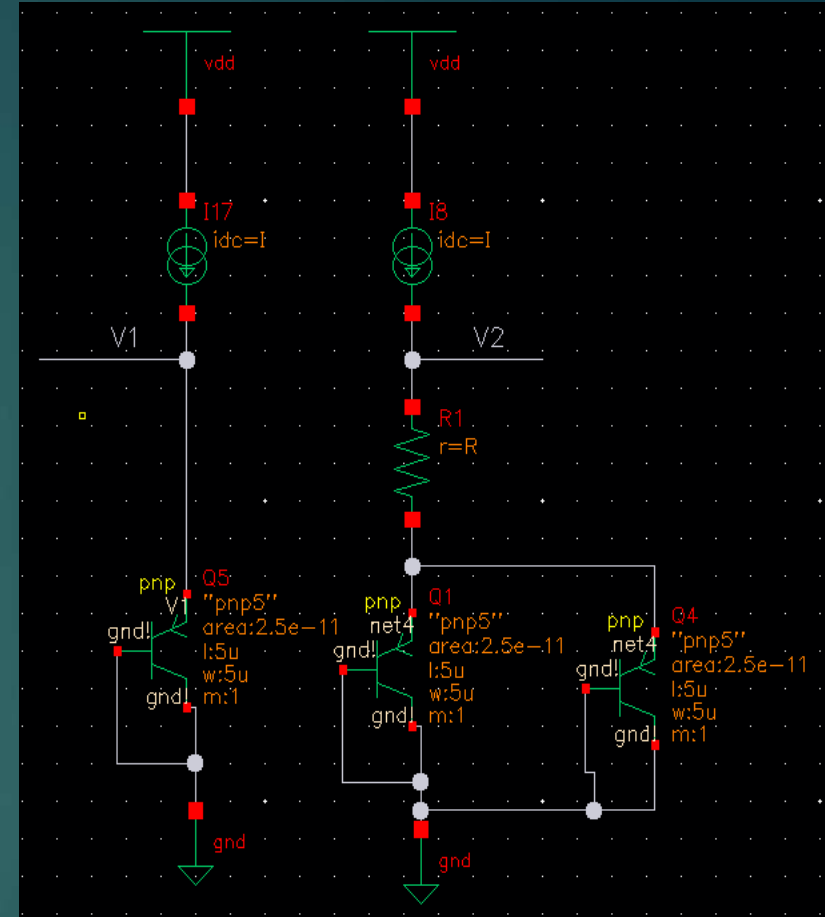 vdd
vdd
I17
idc=I
I8
idc=I
V1
V2
R1
r=R
pnp
Q5
V1
"pnp5"
gnd!
area:2.5e-11
l:5u
w:5u
gnd!
m:1
pnp
Q1
net4
"pnp5"
gnd!
area:2.5e-11
l:5u
w:5u
gnd!
m:1
pnp
Q4
net4
"pnp5"
gnd!
area:2.5e-11
l:5u
w:5u
gnd!
m:1
gnd
gnd